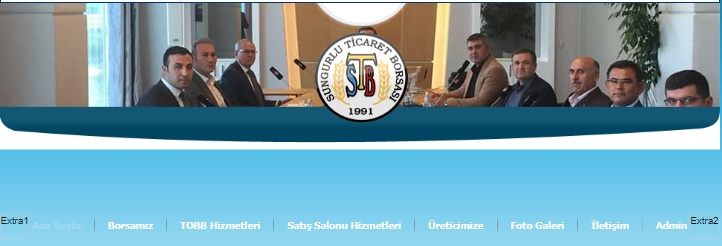 SUNGURLU TİCARET BORSASI
STB
1991
Extra1 Ana Sayfa Borsamız TOBB Hizmetleri Satış Salonu Hizmetleri Üreticimize Foto Galeri İletişim Admin Extra2